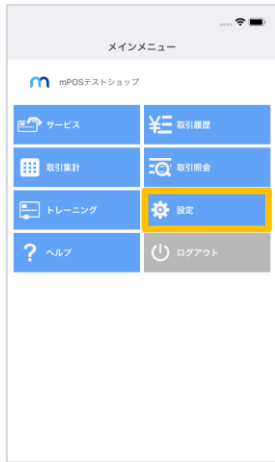 メインメニュー
mPOSテストショップ
サービス
取引履歴
取引集計
取引照会
トレーニング
設定
ヘルプ
ログアウト